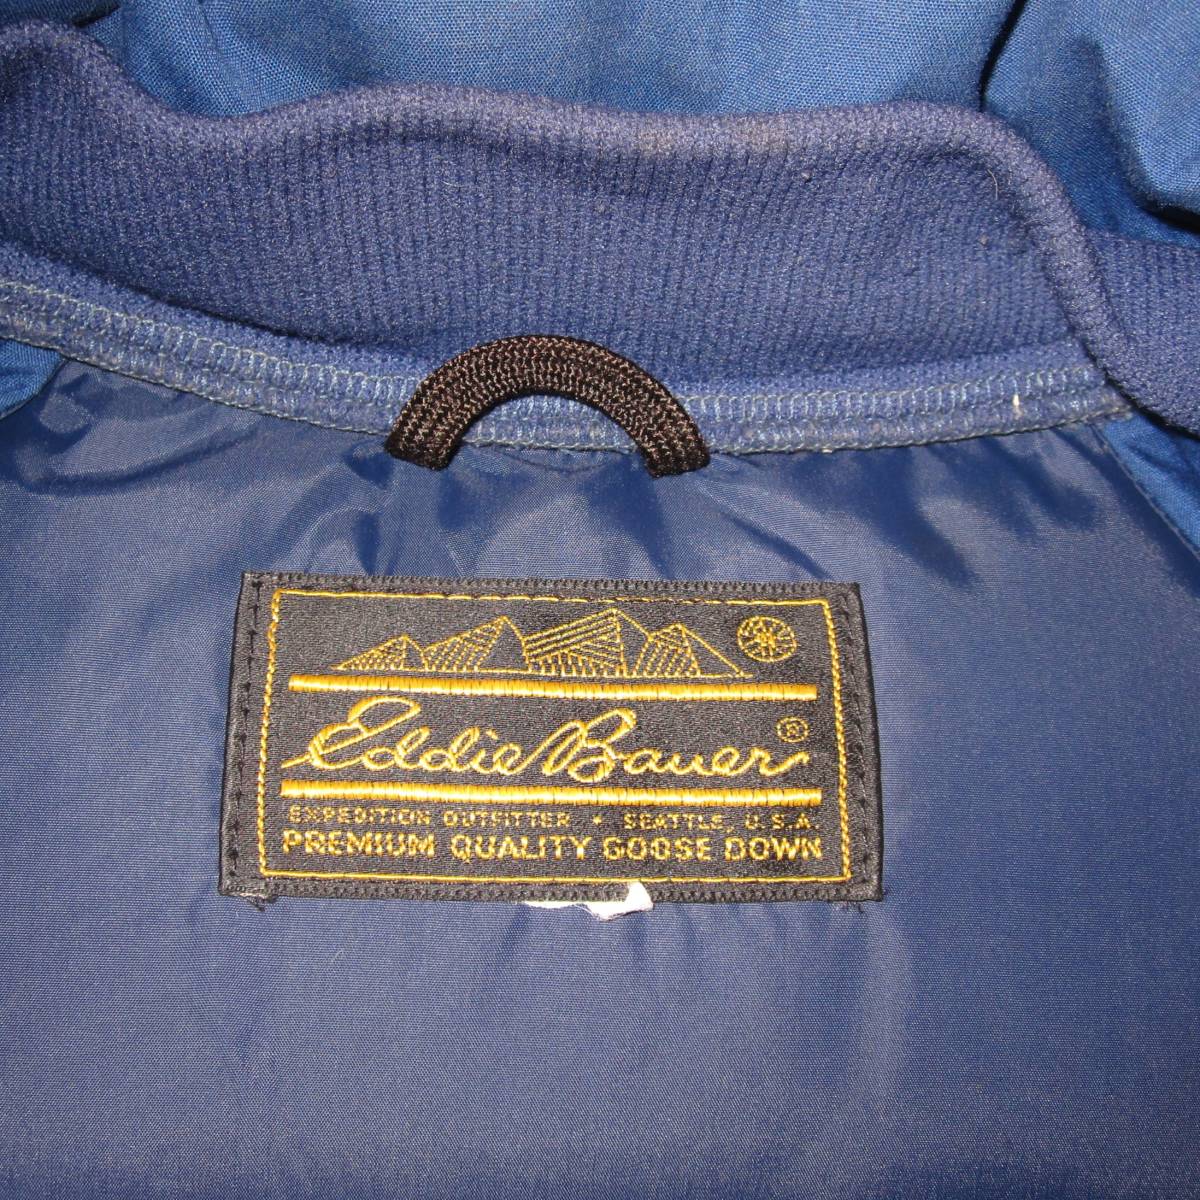 Eddie Bauer ®
EXPEDITION OUTFITTER • SEATTLE, U.S.A.
PREMIUM QUALITY GOOSE DOWN